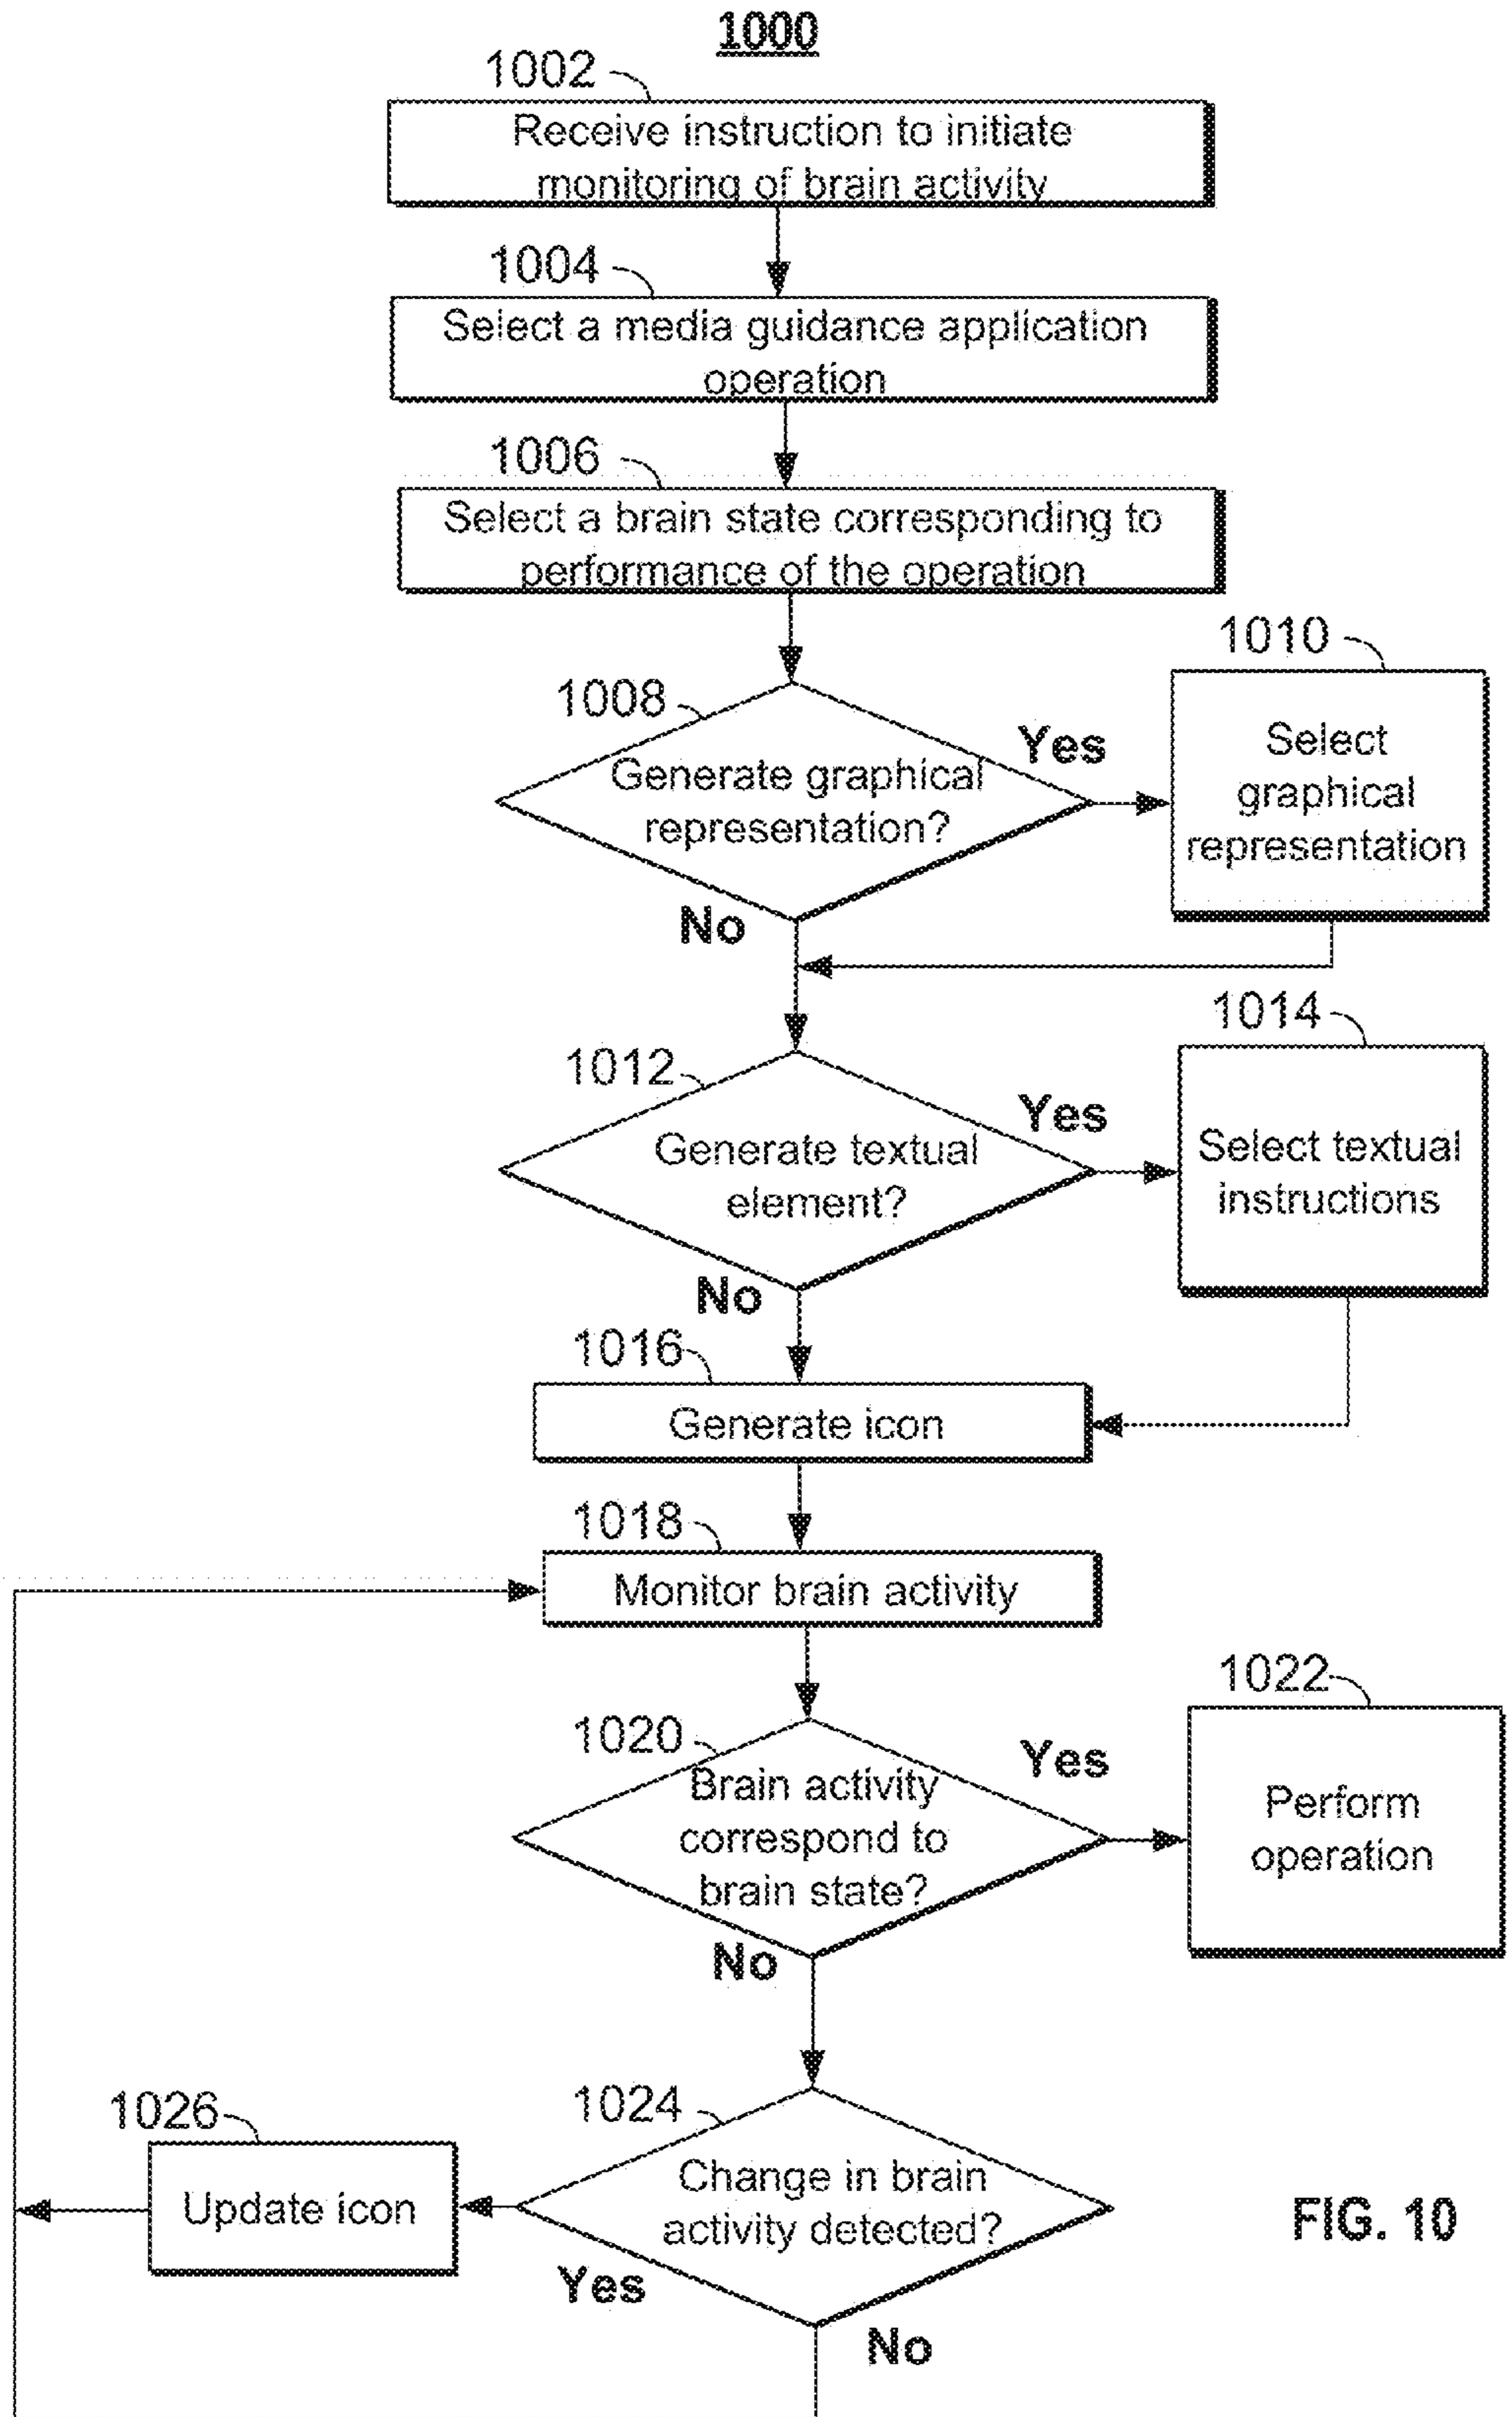 1000
1002
Receive instruction to initiate
monitoring of brain activity
1004
Select a media guidance application
operation
1006
Select a brain state corresponding to
performance of the operation
1008
Generate graphical
representation?
Yes
1010
Select
graphical
representation
No
1012
Generate textual
element?
Yes
1014
Select textual
instructions
No
1016
Generate icon
1018
Monitor brain activity
1020
Brain activity
correspond to
brain state?
Yes
1022
Perform
operation
No
1024
Change in brain
activity detected?
Yes
1026
Update icon
No
FIG. 10